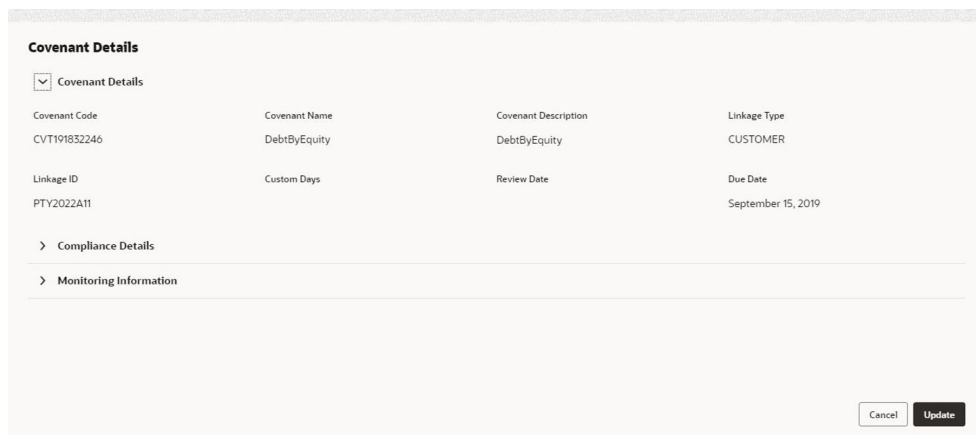 Covenant Details
Covenant Details
Covenant Code Covenant Name Covenant Description Linkage Type
CVT191832246 DebtByEquity DebtByEquity CUSTOMER
Linkage ID Custom Days Review Date Due Date
PTY2022A11 September 15, 2019
Compliance Details
Monitoring Information
Cancel Update